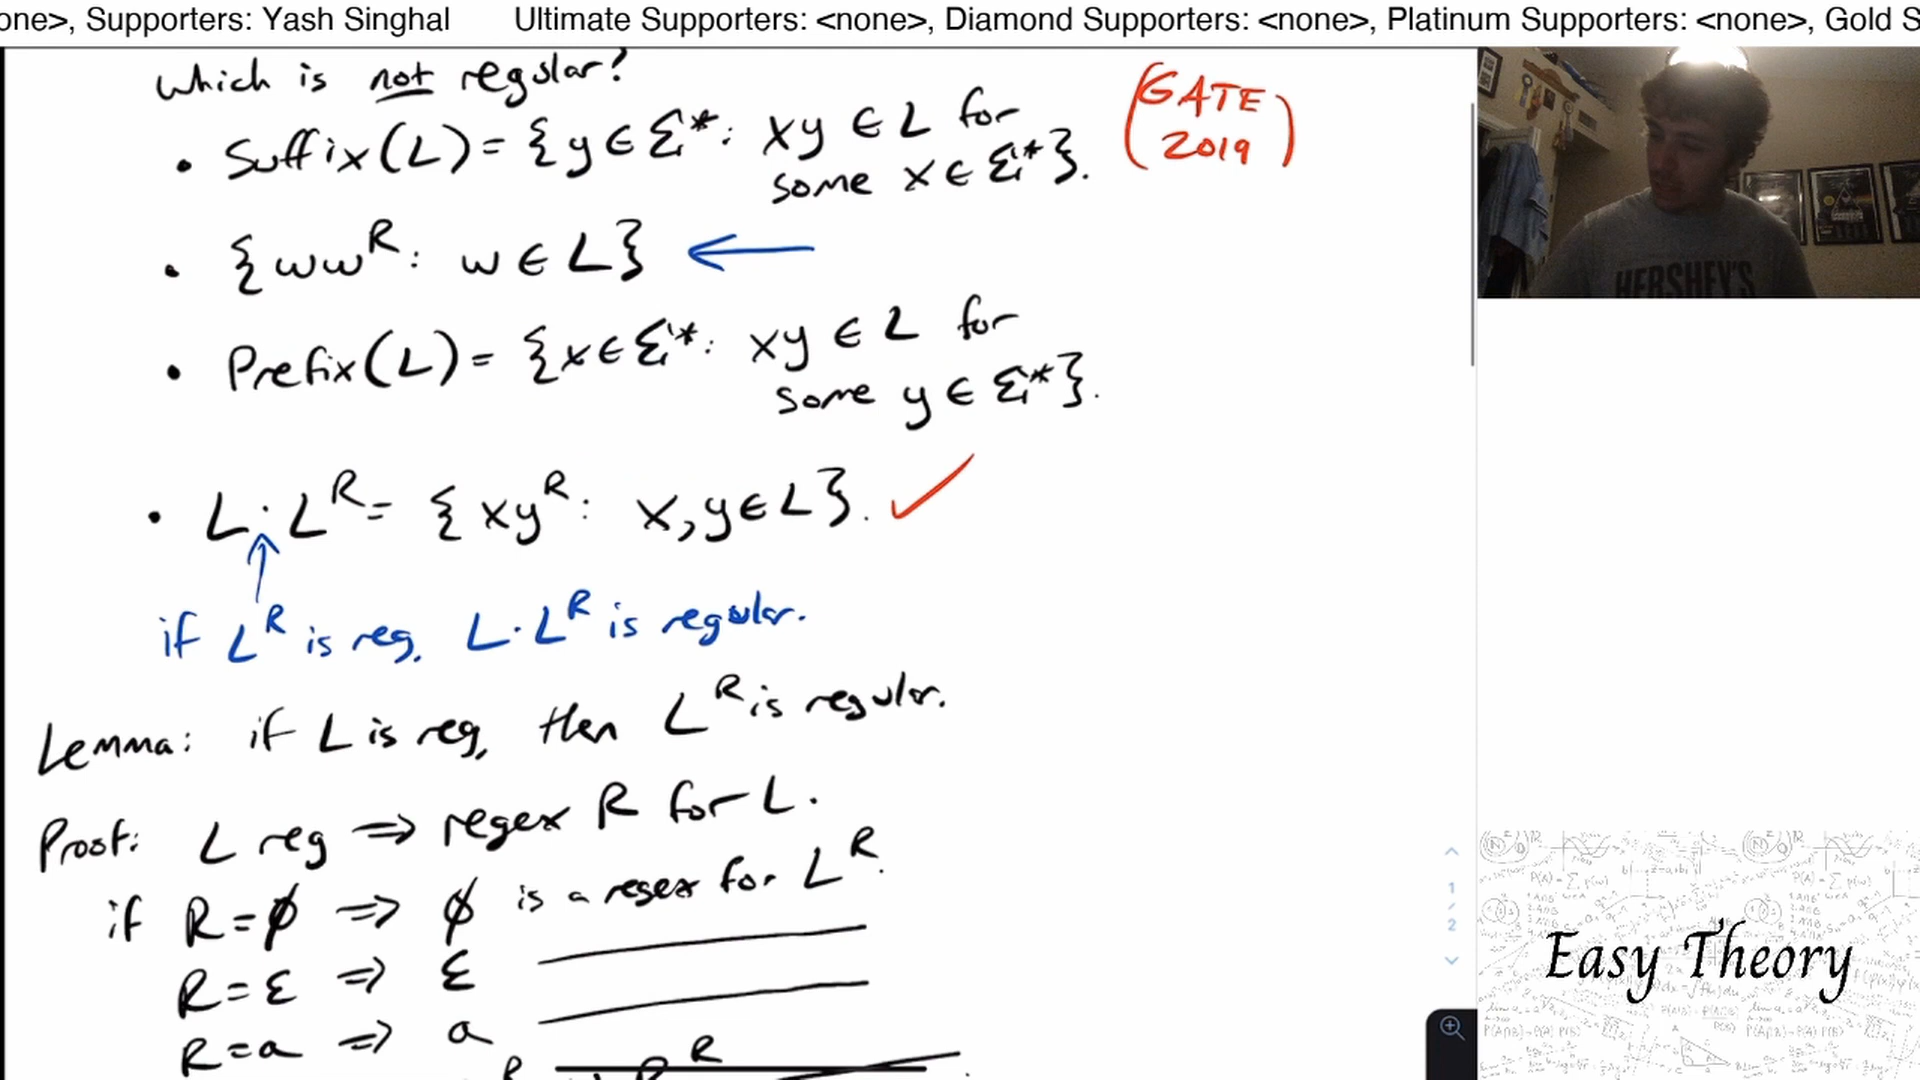 one>, Supporters: Yash Singhal Ultimate Supporters: <none>, Diamond Supporters: <none>, Platinum Supporters: <none>, Gold S
Which is not regular?
(GATE 2019)
• Suffix(L) = {y ∈ Σ*: xy ∈ L for
some x ∈ Σ*}.
• {ww^R: w ∈ L} ←
• Prefix(L) = {x ∈ Σ*: xy ∈ L for
some y ∈ Σ*}.
• L·L^R = {xy^R: x,y ∈ L}. ✓
if L^R is reg, L·L^R is regular.
Lemma: if L is reg, then L^R is regular.
Proof: L reg ⇒ regex R for L.
if R=∅ ⇒ ∅ is a regex for L^R.
R=ε ⇒ ε
R=a ⇒ a
HERSHEY'S
1
2
Easy Theory